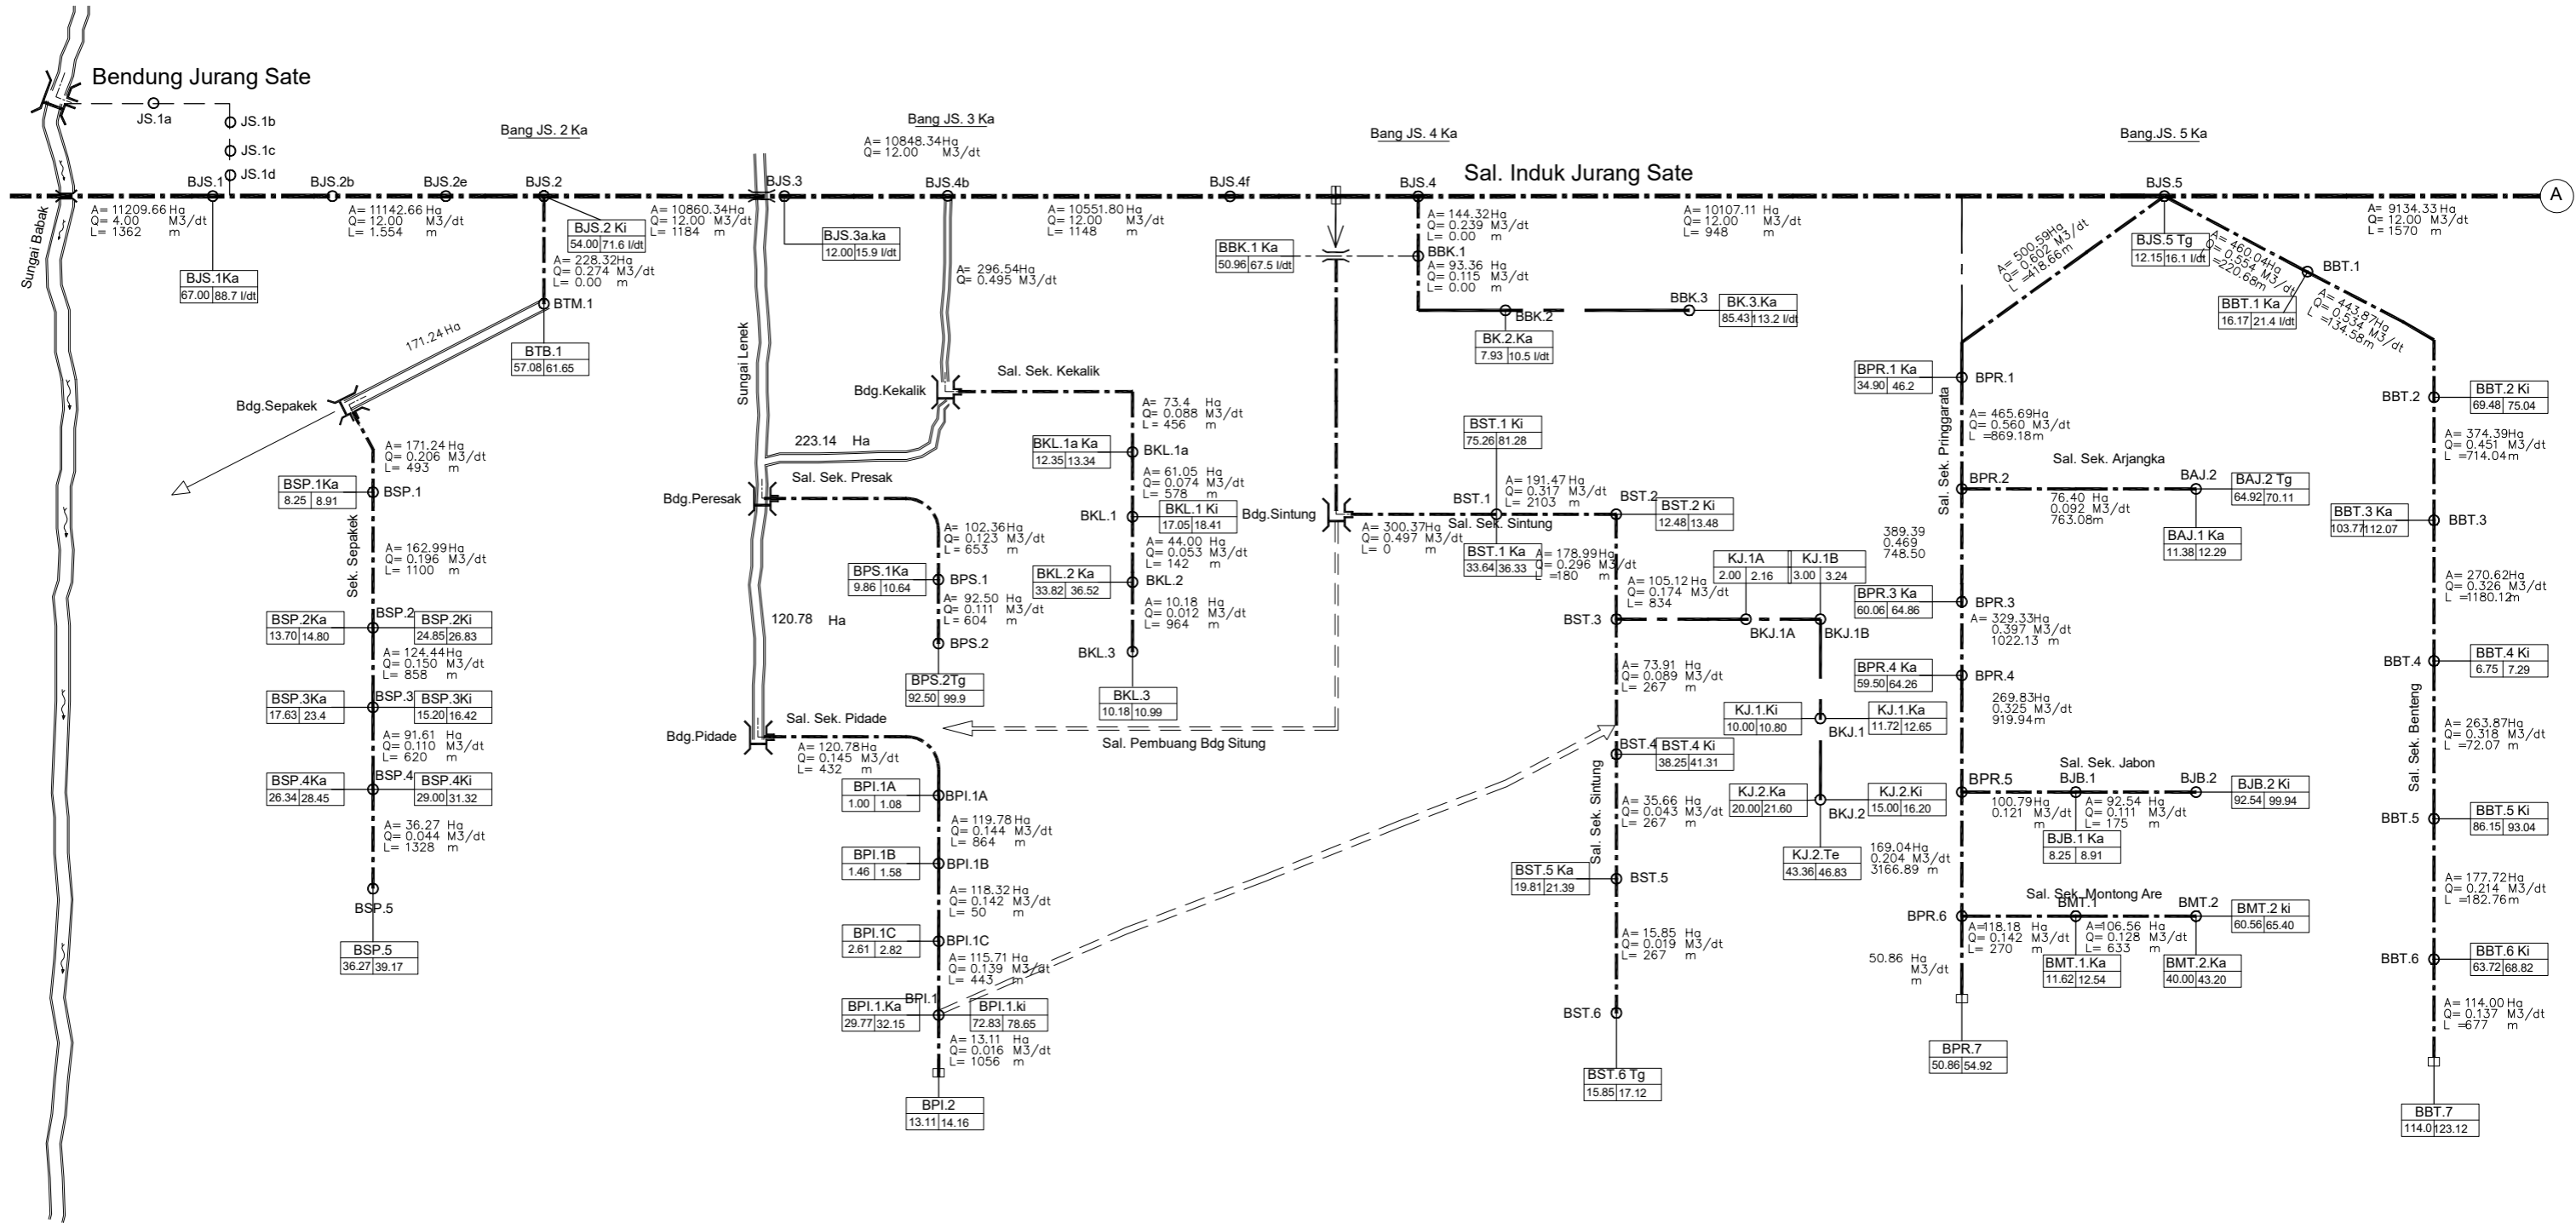 Bendung Jurang Sate
JS.1a
JS.1b
JS.1c
JS.1d
Bang JS. 2 Ka
Bang JS. 3 Ka
A= 10848.34Ha
Q= 12.00 M3/dt
Bang JS. 4 Ka
Bang.JS. 5 Ka
Sal. Induk Jurang Sate
BJS.1
BJS.2b
BJS.2e
BJS.2
BJS.3
BJS.4b
BJS.4f
BJS.4
BJS.5
A
Sungai Babak
A= 11209.66 Ha
Q= 4.00 M3/dt
L= 1362 m
BJS.1Ka
67.00 88.7 l/dt
A= 11142.66 Ha
Q= 12.00 M3/dt
L= 1.554 m
BJS.2 Ki
54.00 71.6 l/dt
A= 228.32Ha
Q= 0.274 M3/dt
L= 0.00 m
BTM.1
BTB.1
57.08 61.65
171.24 Ha
Bdg.Sepakek
A= 171.24 Ha
Q= 0.206 M3/dt
L= 493 m
BSP.1Ka
8.25 8.91
BSP.1
Sek. Sepakek
A= 162.99 Ha
Q= 0.196 M3/dt
L= 1100 m
BSP.2
BSP.2Ka
13.70 14.80
BSP.2Ki
24.85 26.83
A= 124.44 Ha
Q= 0.150 M3/dt
L= 858 m
BSP.3Ka
17.63 23.4
BSP.3
BSP.3Ki
15.20 16.42
A= 91.61 Ha
Q= 0.110 M3/dt
L= 620 m
BSP.4Ka
26.34 28.45
BSP.4
BSP.4Ki
29.00 31.32
A= 36.27 Ha
Q= 0.044 M3/dt
L= 1328 m
BSP.5
BSP.5
36.27 39.17
A= 10860.34Ha
Q= 12.00 M3/dt
L= 1184 m
BJS.3a.ka
12.00 15.9 l/dt
Sungai Lenek
A= 296.54Ha
Q= 0.495 M3/dt
Bdg.Kekalik
Sal. Sek. Kekalik
223.14 Ha
A= 73.4 Ha
Q= 0.088 M3/dt
L= 456 m
BKL.1a Ka
12.35 13.34
BKL.1a
A= 61.05 Ha
Q= 0.074 M3/dt
L= 578 m
BKL.1
BKL.1 Ki
17.05 18.41
A= 44.00 Ha
Q= 0.053 M3/dt
L= 142 m
BKL.2 Ka
33.82 36.52
BKL.2
A= 10.18 Ha
Q= 0.012 M3/dt
L= 964 m
BKL.3
BKL.3
10.18 10.99
Sal. Sek. Presak
Bdg.Peresak
A= 102.36Ha
Q= 0.123 M3/dt
L= 653 m
BPS.1Ka
9.86 10.64
BPS.1
A= 92.50 Ha
Q= 0.111 M3/dt
L= 604 m
BPS.2
BPS.2Tg
92.50 99.9
120.78 Ha
Bdg.Pidade
Sal. Sek. Pidade
A= 120.78Ha
Q= 0.145 M3/dt
L= 432 m
BPI.1A
1.00 1.08
BPI.1A
A= 119.78 Ha
Q= 0.144 M3/dt
L= 864 m
BPI.1B
1.46 1.58
BPI.1B
A= 118.32 Ha
Q= 0.142 M3/dt
L= 50 m
BPI.1C
2.61 2.82
BPI.1C
A= 115.71 Ha
Q= 0.139 M3/dt
L= 443 m
BPI.1.Ka
29.77 32.15
BPI.1
BPI.1.ki
72.83 78.65
A= 13.11 Ha
Q= 0.016 M3/dt
L= 1056 m
BPI.2
13.11 14.16
A= 10551.80 Ha
Q= 12.00 M3/dt
L= 1148 m
BBK.1 Ka
50.96 67.5 l/dt
A= 144.32 Ha
Q= 0.239 M3/dt
L= 0.00 m
BBK.1
A= 93.36 Ha
Q= 0.115 M3/dt
L= 0.00 m
BBK.2
BK.2.Ka
7.93 10.5 l/dt
BBK.3
BK.3.Ka
85.43 113.2 l/dt
Bdg.Sintung
A= 300.37Ha
Q= 0.497 M3/dt
L= 0 m
Sal. Pembuang Bdg Situng
BST.1 Ki
75.26 81.28
BST.1
Sal. Sek. Sintung
BST.1 Ka
33.64 36.33
A= 191.47 Ha
Q= 0.317 M3/dt
L= 2103 m
BST.2
BST.2 Ki
12.48 13.48
A= 178.99Ha
Q= 0.296 M3/dt
L =180 m
A= 105.12 Ha
Q= 0.174 M3/dt
L= 834 m
KJ.1A
2.00 2.16
KJ.1B
3.00 3.24
BST.3
BKJ.1A
BKJ.1B
A= 73.91 Ha
Q= 0.089 M3/dt
L= 267 m
KJ.1.Ki
10.00 10.80
KJ.1.Ka
11.72 12.65
BKJ.1
BST.4
BST.4 Ki
38.25 41.31
Sal. Sek. Sintung
A= 35.66 Ha
Q= 0.043 M3/dt
L= 267 m
KJ.2.Ka
20.00 21.60
KJ.2.Ki
15.00 16.20
BKJ.2
KJ.2.Te
43.36 46.83
BST.5 Ka
19.81 21.39
BST.5
A= 15.85 Ha
Q= 0.019 M3/dt
L= 267 m
BST.6
BST.6 Tg
15.85 17.12
A= 10107.11 Ha
Q= 12.00 M3/dt
L= 948 m
A= 500.59Ha
Q= 0.602 M3/dt
L =418.66m
BJS.5 Tg
12.15 16.1 l/dt
A= 460.04Ha
Q= 0.554 M3/dt
=220.68m
BBT.1
BBT.1 Ka
16.17 21.4 l/dt
A= 443.87Ha
Q= 0.534 M3/dt
L =134.58m
A= 9134.33 Ha
Q= 12.00 M3/dt
L= 1570 m
BPR.1 Ka
34.90 46.2
BPR.1
Sal. Sek. Pringgarata
A= 465.69Ha
Q= 0.560 M3/dt
L =869.18m
BPR.2
Sal. Sek. Arjangka
76.40 Ha
0.092 M3/dt
763.08m
BAJ.2
BAJ.2 Tg
64.92 70.11
BAJ.1 Ka
11.38 12.29
389.39
0.469
748.50
BPR.3 Ka
60.06 64.86
BPR.3
A= 329.33Ha
0.397 M3/dt
1022.13 m
BPR.4 Ka
59.50 64.26
BPR.4
269.83Ha
0.325 M3/dt
919.94m
BPR.5
Sal. Sek. Jabon
BJB.1
BJB.2
BJB.2 Ki
92.54 99.94
100.79Ha
0.121 M3/dt
m
A= 92.54 Ha
Q= 0.111 M3/dt
L= 175 m
BJB.1 Ka
8.25 8.91
169.04Ha
0.204 M3/dt
3166.89 m
BPR.6
Sal. Sek. Montong Are
BMT.1
BMT.2
BMT.2 ki
60.56 65.40
A=118.18 Ha
Q= 0.142 M3/dt
L= 270 m
A=106.56 Ha
Q= 0.128 M3/dt
L= 633 m
BMT.1.Ka
11.62 12.54
BMT.2.Ka
40.00 43.20
50.86 Ha
M3/dt
m
BPR.7
50.86 54.92
BBT.2
BBT.2 Ki
69.48 75.04
A= 374.39Ha
Q= 0.451 M3/dt
L =714.04m
BBT.3 Ka
103.77 112.07
BBT.3
A= 270.62Ha
Q= 0.326 M3/dt
L =1180.12m
BBT.4
BBT.4 Ki
6.75 7.29
Sal. Sek. Benteng
A= 263.87Ha
Q= 0.318 M3/dt
L =72.07 m
BBT.5
BBT.5 Ki
86.15 93.04
A= 177.72Ha
Q= 0.214 M3/dt
L =182.76m
BBT.6
BBT.6 Ki
63.72 68.82
A= 114.00 Ha
Q= 0.137 M3/dt
L =677 m
BBT.7
114.0 123.12